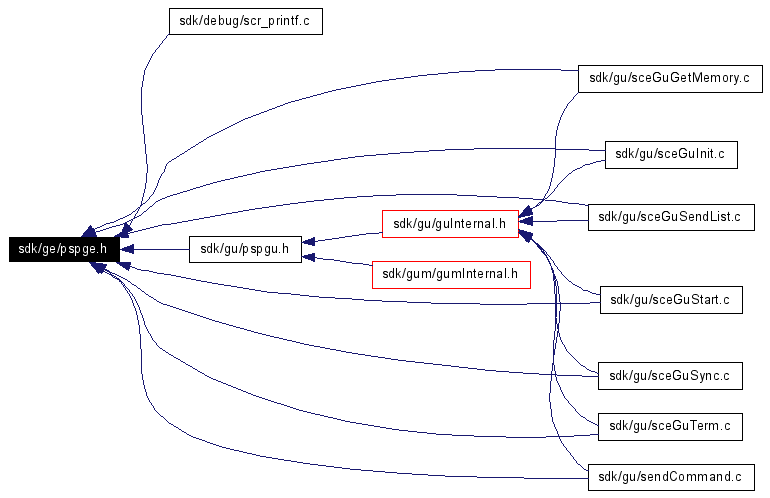 sdk/debug/scr_printf.c
sdk/gu/sceGuGetMemory.c
sdk/gu/sceGuInit.c
sdk/gu/sceGuSendList.c
sdk/gu/guInternal.h
sdk/ge/pspge.h
sdk/gu/pspgu.h
sdk/gum/gumInternal.h
sdk/gu/sceGuStart.c
sdk/gu/sceGuSync.c
sdk/gu/sceGuTerm.c
sdk/gu/sendCommand.c